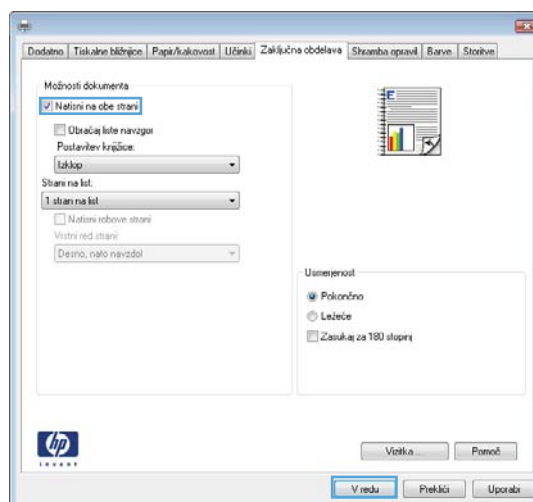 Dodatno Tiskalne bližnjice Papir/kakovost Učinki Zaključna obdelava Shramba opravil Barve Storitve
Možnosti dokumenta
Natisni na obe strani
Obračaj liste navzgor
Postavitev knjižice:
Izklop
Strani na list:
1 stran na list
Natisni robove strani
Vrstni red strani:
Desno, nato navzdol
Usmerjenost
Pokončno
Ležeče
Zasukaj za 180 stopinj
hp
invent
Vizitka... Pomoč
V redu Prekliči Uporabi